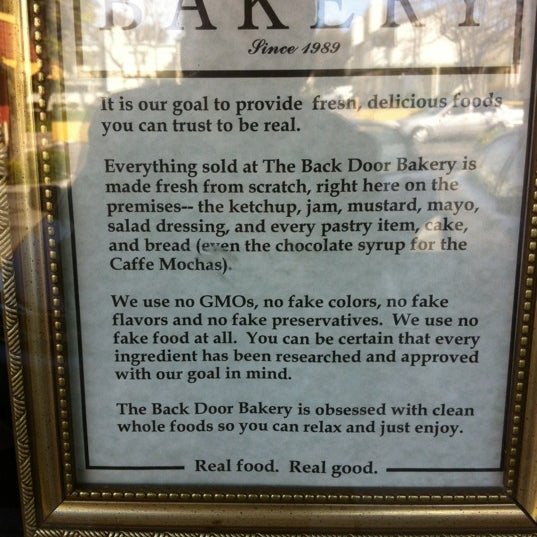 BAKERY
Since 1989
It is our goal to provide fresh, delicious foods
you can trust to be real.
Everything sold at The Back Door Bakery is
made fresh from scratch, right here on the
premises-- the ketchup, jam, mustard, mayo,
salad dressing, and every pastry item, cake,
and bread (even the chocolate syrup for the
Caffe Mochas).
We use no GMOs, no fake colors, no fake
flavors and no fake preservatives. We use no
fake food at all. You can be certain that every
ingredient has been researched and approved
with our goal in mind.
The Back Door Bakery is obsessed with clean
whole foods so you can relax and just enjoy.
Real food. Real good.